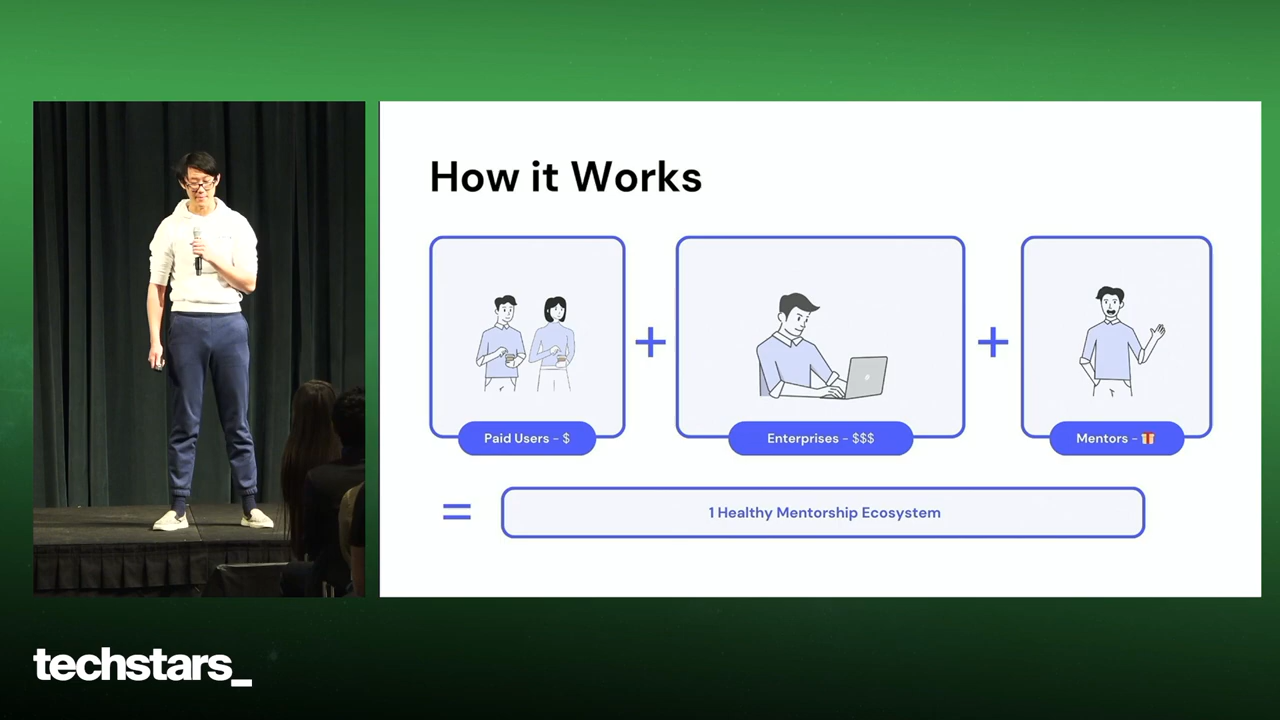 How it Works
Paid Users - $
Enterprises - $$$
Mentors - 🎁
1 Healthy Mentorship Ecosystem
techstars_